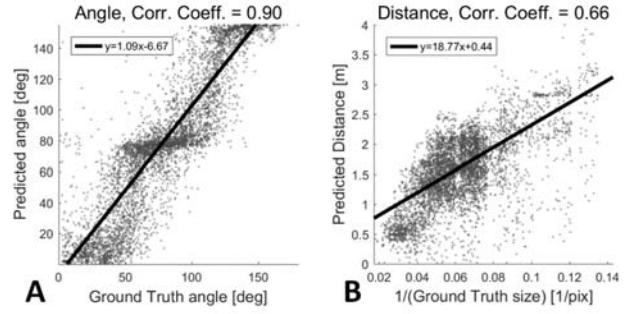 Angle, Corr. Coeff. = 0.90
y=1.09x-6.67
Predicted angle [deg]
140
120
100
80
60
40
20
0 50 100 150
A
Ground Truth angle [deg]
Distance, Corr. Coeff. = 0.66
y=18.77x+0.44
Predicted Distance [m]
4
3.5
3
2.5
2
1.5
1
0.5
0
0.02 0.04 0.06 0.08 0.1 0.12 0.14
B
1/(Ground Truth size) [1/pix]